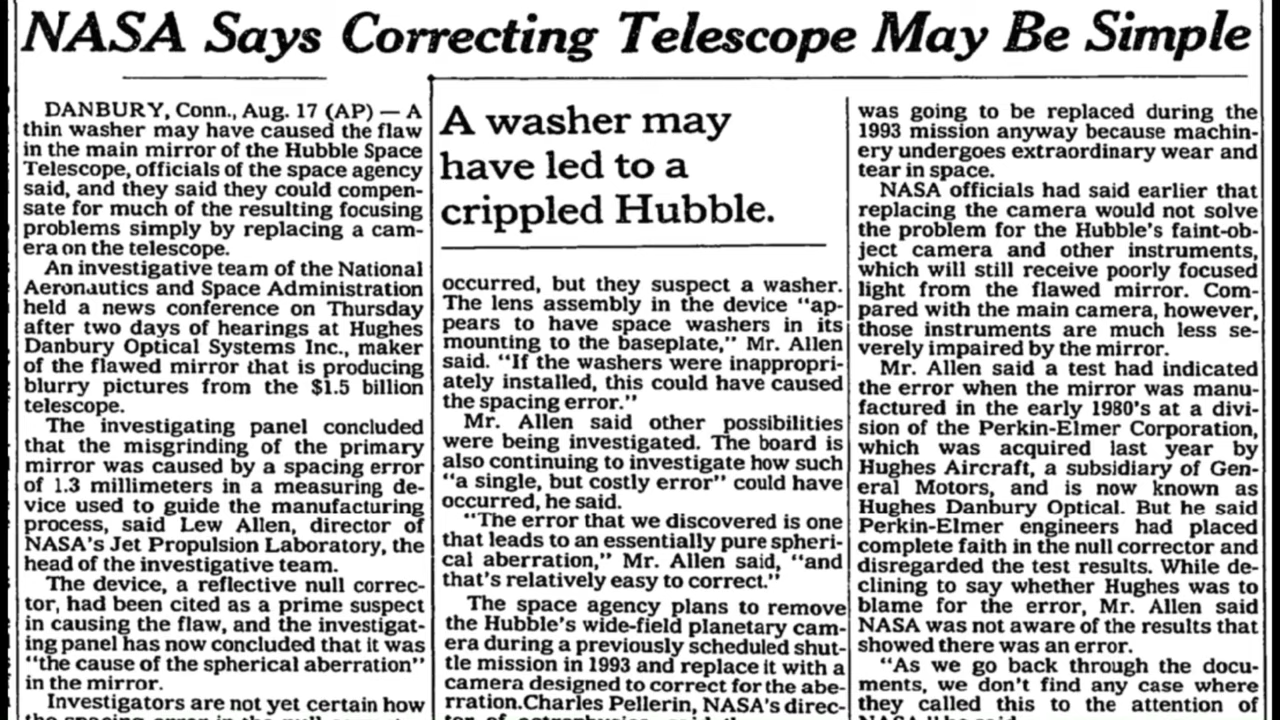 NASA Says Correcting Telescope May Be Simple
DANBURY, Conn., Aug. 17 (AP) — A
thin washer may have caused the flaw
in the main mirror of the Hubble Space
Telescope, officials of the space agency
said, and they said they could compen-
sate for much of the resulting focusing
problems simply by replacing a cam-
era on the telescope.
An investigative team of the National
Aeronautics and Space Administration
held a news conference on Thursday
after two days of hearings at Hughes
Danbury Optical Systems Inc., maker
of the flawed mirror that is producing
blurry pictures from the $1.5 billion
telescope.
The investigating panel concluded
that the misgrinding of the primary
mirror was caused by a spacing error
of 1.3 millimeters in a measuring de-
vice used to guide the manufacturing
process, said Lew Allen, director of
NASA's Jet Propulsion Laboratory, the
head of the investigative team.
The device, a reflective null correc-
tor, had been cited as a prime suspect
in causing the flaw, and the investigat-
ing panel has now concluded that it was
"the cause of the spherical aberration"
in the mirror.
Investigators are not yet certain how
A washer may
have led to a
crippled Hubble.
occurred, but they suspect a washer.
The lens assembly in the device "ap-
pears to have space washers in its
mounting to the baseplate," Mr. Allen
said. "If the washers were inappropri-
ately installed, this could have caused
the spacing error."
Mr. Allen said other possibilities
were being investigated. The board is
also continuing to investigate how such
"a single, but costly error" could have
occurred, he said.
"The error that we discovered is one
that leads to an essentially pure spheri-
cal aberration," Mr. Allen said, "and
that's relatively easy to correct."
The space agency plans to remove
the Hubble's wide-field planetary cam-
era during a previously scheduled shut-
tle mission in 1993 and replace it with a
camera designed to correct for the abe-
rration.Charles Pellerin, NASA's direc-
was going to be replaced during the
1993 mission anyway because machin-
ery undergoes extraordinary wear and
tear in space.
NASA officials had said earlier that
replacing the camera would not solve
the problem for the Hubble's faint-ob-
ject camera and other instruments,
which will still receive poorly focused
light from the flawed mirror. Com-
pared with the main camera, however,
those instruments are much less se-
verely impaired by the mirror.
Mr. Allen said a test had indicated
the error when the mirror was manu-
factured in the early 1980's at a divi-
sion of the Perkin-Elmer Corporation,
which was acquired last year by
Hughes Aircraft, a subsidiary of Gen-
eral Motors, and is now known as
Hughes Danbury Optical. But he said
Perkin-Elmer engineers had placed
complete faith in the null corrector and
disregarded the test results. While de-
clining to say whether Hughes was to
blame for the error, Mr. Allen said
NASA was not aware of the results that
showed there was an error.
"As we go back through the docu-
ments, we don't find any case where
they called this to the attention of